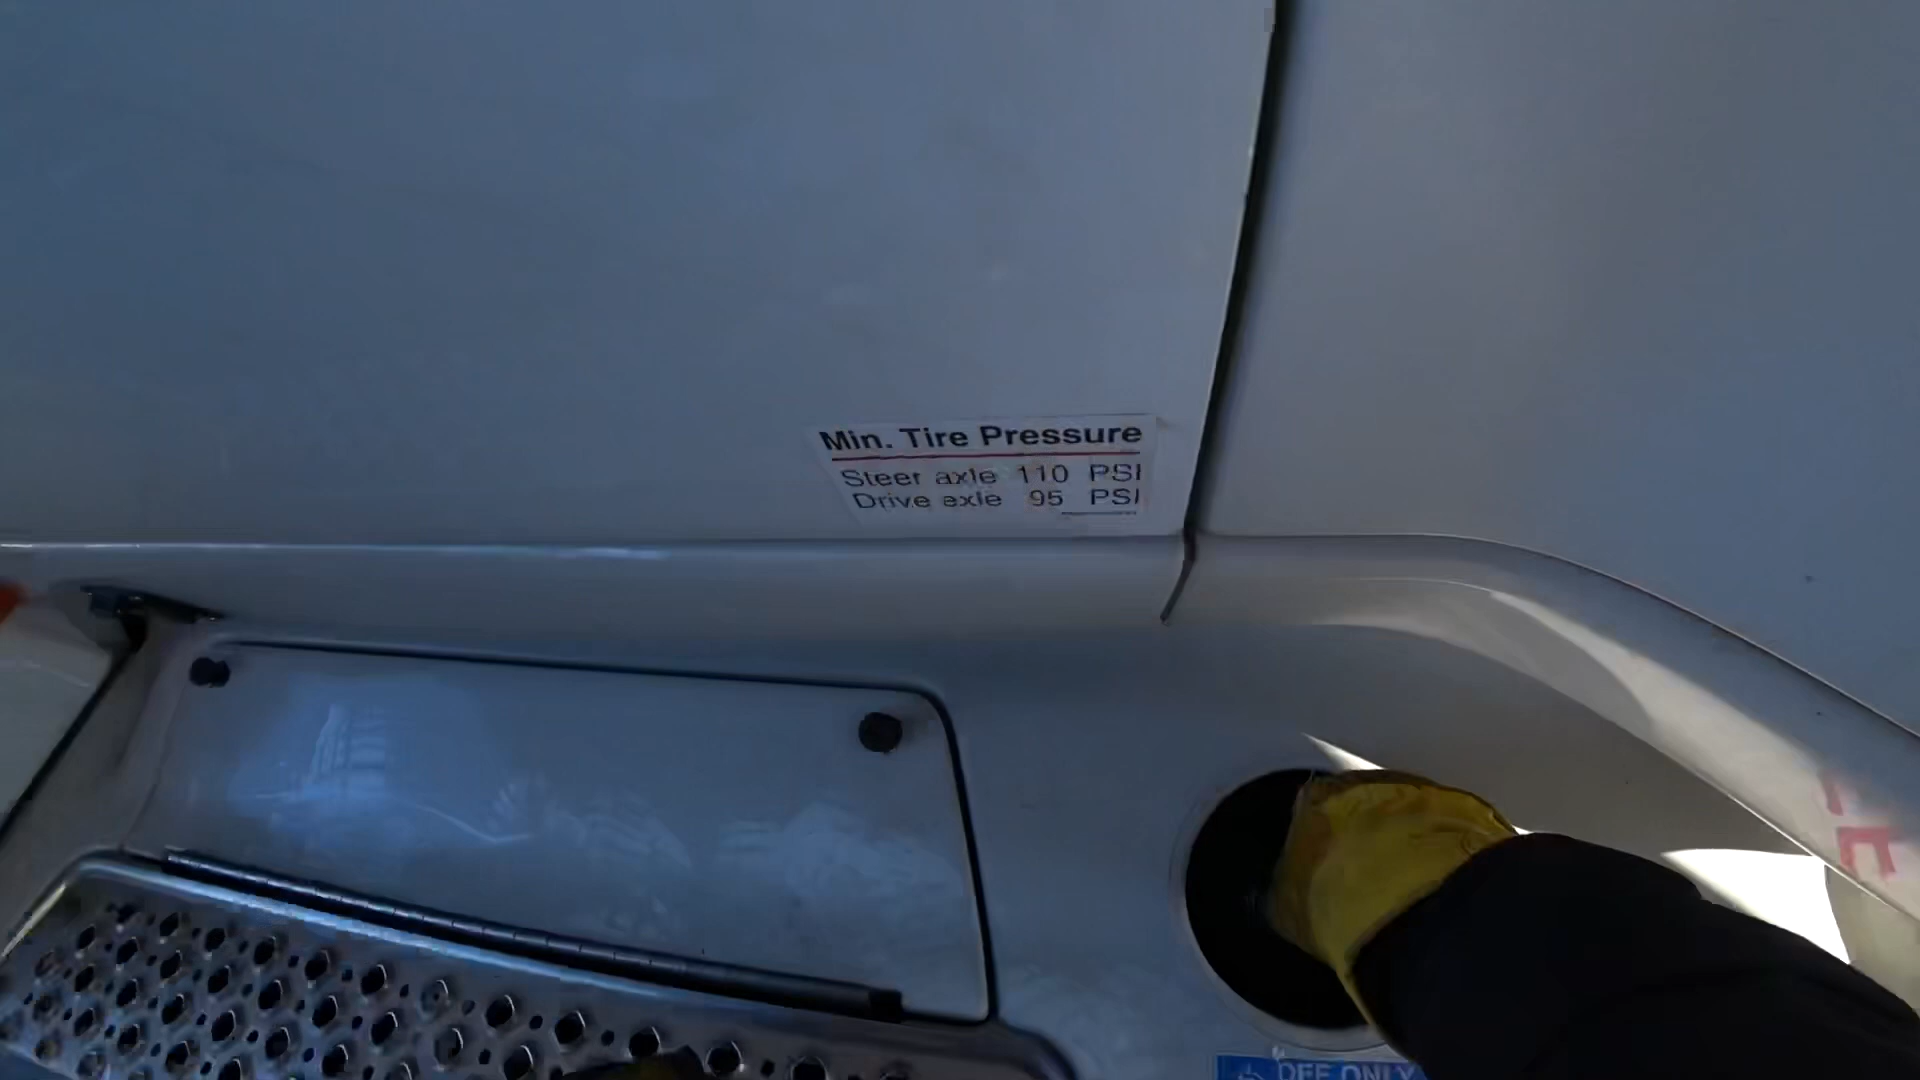 Min. Tire Pressure
Steer axle 110 PSI
Drive axle 95 PSI
E
DEF ONLY